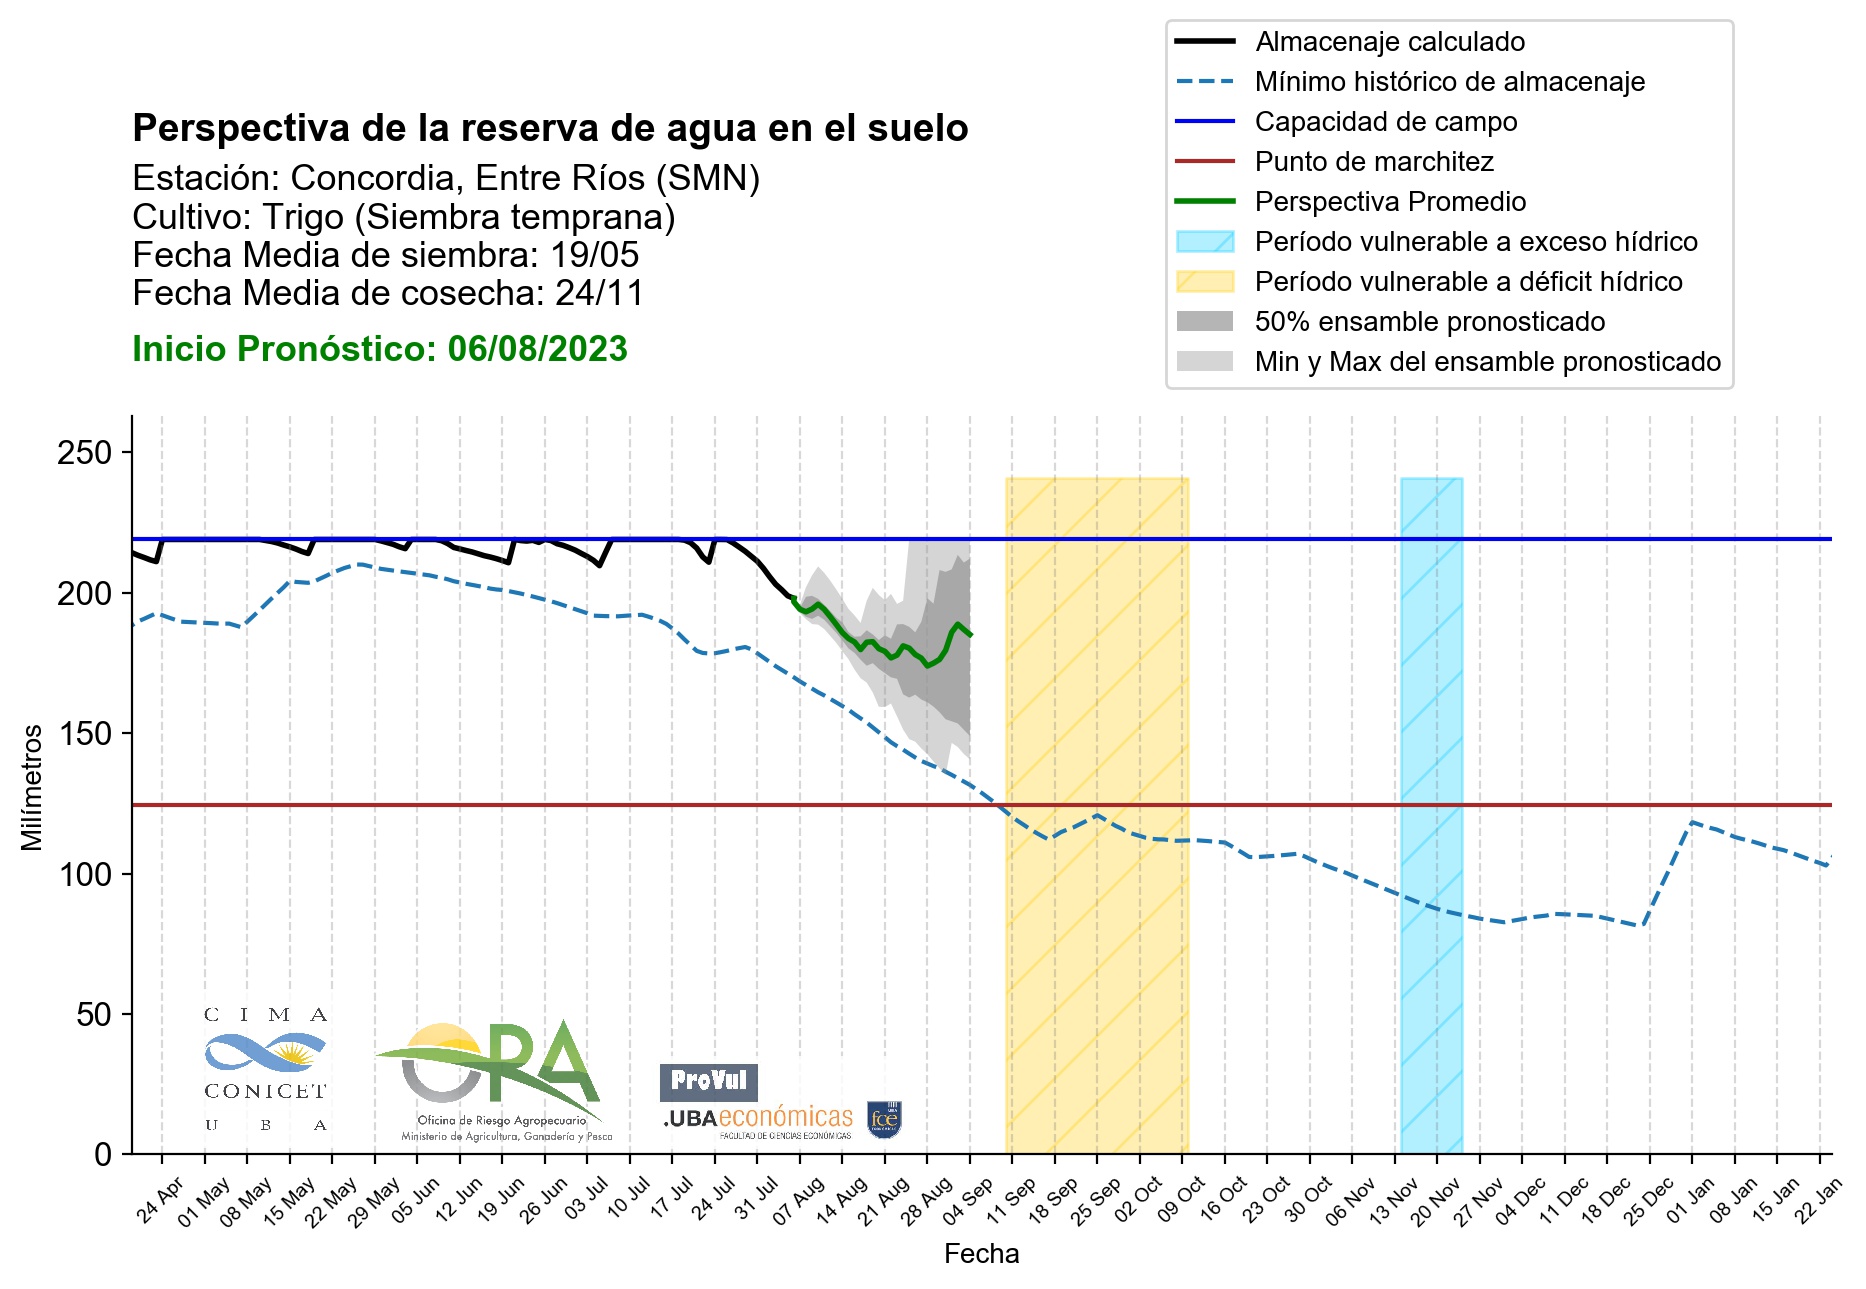 Almacenaje calculado
Mínimo histórico de almacenaje
Capacidad de campo
Punto de marchitez
Perspectiva Promedio
Período vulnerable a exceso hídrico
Período vulnerable a déficit hídrico
50% ensamble pronosticado
Min y Max del ensamble pronosticado
Perspectiva de la reserva de agua en el suelo
Estación: Concordia, Entre Ríos (SMN)
Cultivo: Trigo (Siembra temprana)
Fecha Media de siembra: 19/05
Fecha Media de cosecha: 24/11
Inicio Pronóstico: 06/08/2023
250
200
150
100
50
0
Milímetros
CIMA
CONICET
UBA
OPA
Oficina de Riesgo Agropecuario
Ministerio de Agricultura, Ganadería y Pesca
ProVul
.UBAeconómicas
FACULTAD DE CIENCIAS ECONÓMICAS
fce
24 Apr
01 May
08 May
15 May
22 May
29 May
05 Jun
12 Jun
19 Jun
26 Jun
03 Jul
10 Jul
17 Jul
24 Jul
31 Jul
07 Aug
14 Aug
21 Aug
28 Aug
04 Sep
11 Sep
18 Sep
25 Sep
02 Oct
09 Oct
16 Oct
23 Oct
30 Oct
06 Nov
13 Nov
20 Nov
27 Nov
04 Dec
11 Dec
18 Dec
25 Dec
01 Jan
08 Jan
15 Jan
22 Jan
Fecha